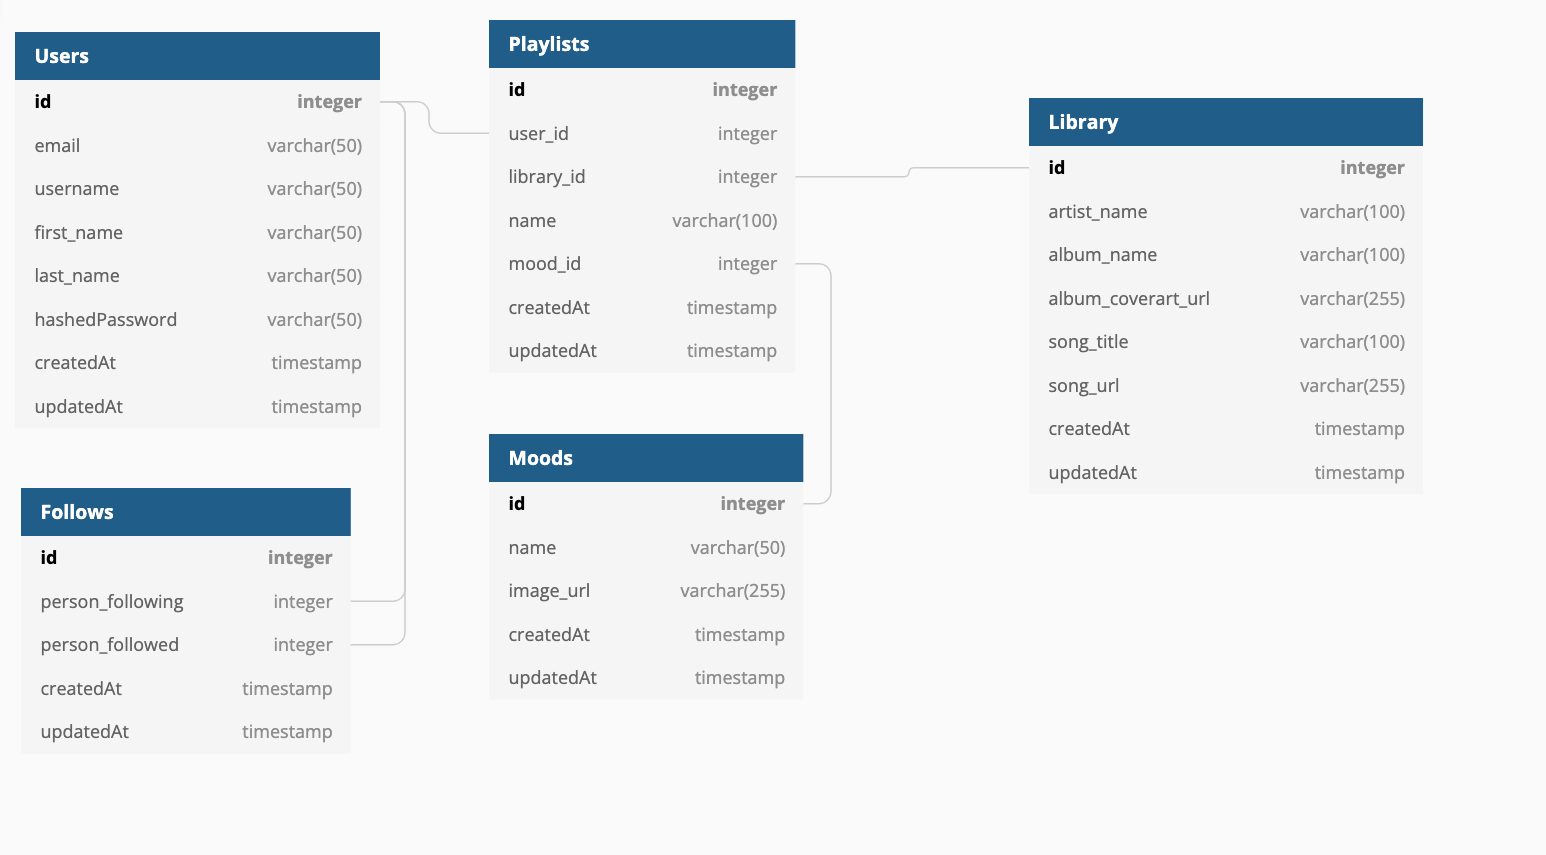 Users
id integer
email varchar(50)
username varchar(50)
first_name varchar(50)
last_name varchar(50)
hashedPassword varchar(50)
createdAt timestamp
updatedAt timestamp
Follows
id integer
person_following integer
person_followed integer
createdAt timestamp
updatedAt timestamp
Playlists
id integer
user_id integer
library_id integer
name varchar(100)
mood_id integer
createdAt timestamp
updatedAt timestamp
Moods
id integer
name varchar(50)
image_url varchar(255)
createdAt timestamp
updatedAt timestamp
Library
id integer
artist_name varchar(100)
album_name varchar(100)
album_coverart_url varchar(255)
song_title varchar(100)
song_url varchar(255)
createdAt timestamp
updatedAt timestamp